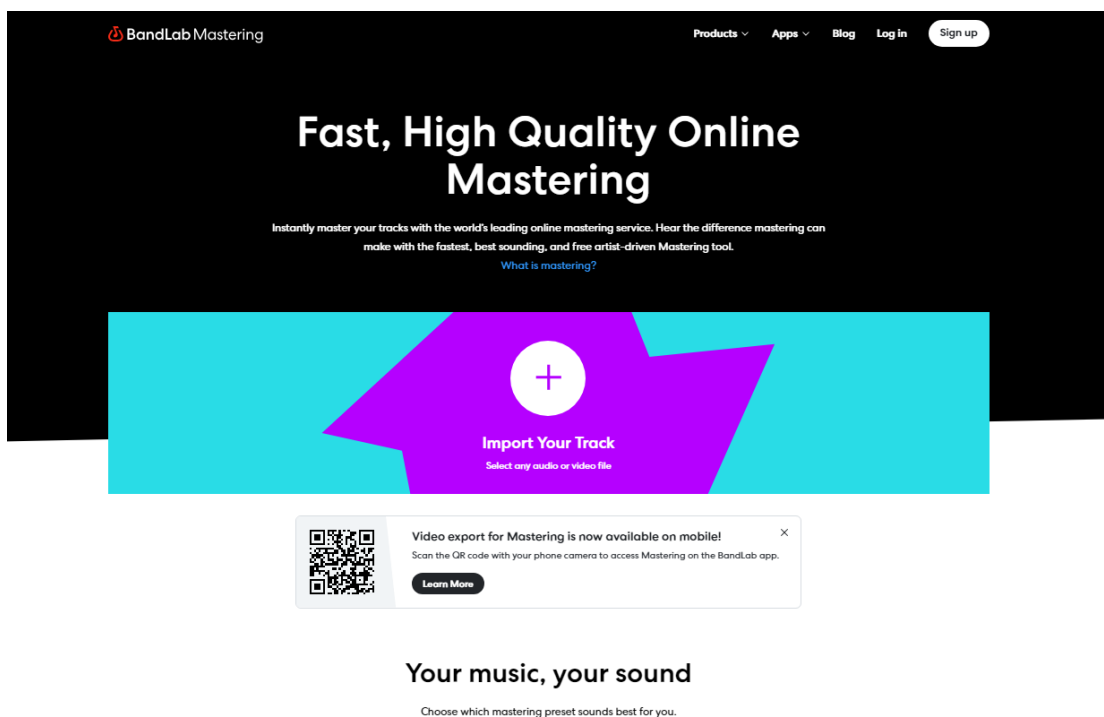 BandLab Mastering
Products
Apps
Blog
Log in
Sign up
Fast, High Quality Online
Mastering
Instantly master your tracks with the world's leading online mastering service. Hear the difference mastering can
make with the fastest, best sounding, and free artist-driven Mastering tool.
What is mastering?
Import Your Track
Select any audio or video file
Video export for Mastering is now available on mobile!
Scan the QR code with your phone camera to access Mastering on the BandLab app.
Learn More
Your music, your sound
Choose which mastering preset sounds best for you.